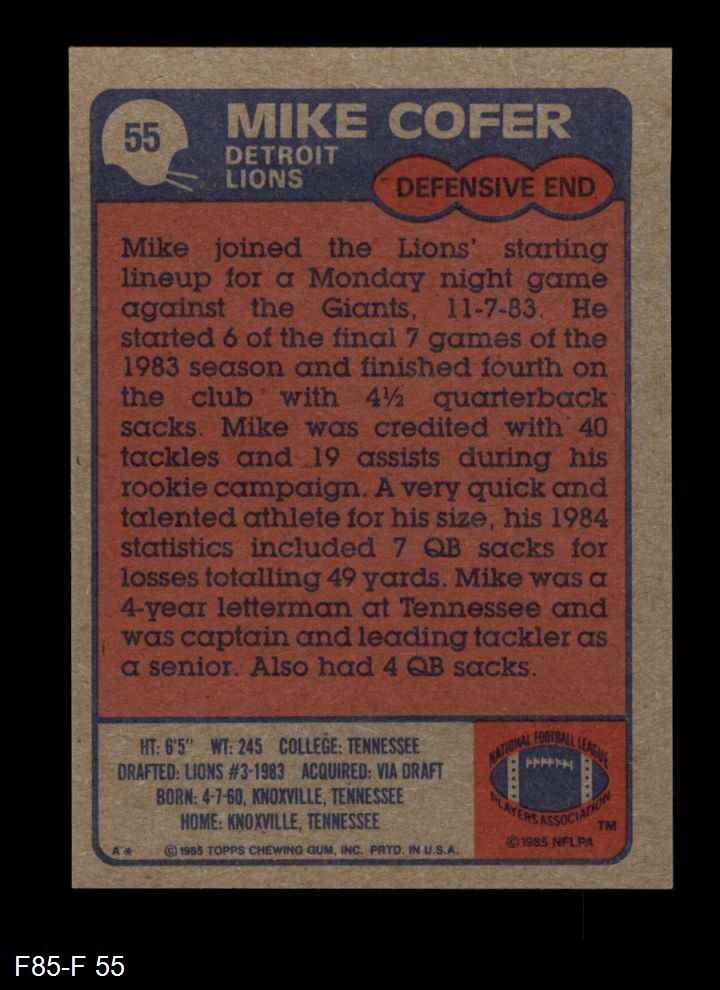 55
MIKE COFER
DETROIT
LIONS
DEFENSIVE END
Mike joined the Lions' starting
lineup for a Monday night game
against the Giants, 11-7-83. He
started 6 of the final 7 games of the
1983 season and finished fourth on
the club with 4½ quarterback
sacks. Mike was credited with 40
tackles and 19 assists during his
rookie campaign. A very quick and
talented athlete for his size, his 1984
statistics included 7 QB sacks for
losses totalling 49 yards. Mike was a
4-year letterman at Tennessee and
was captain and leading tackler as
a senior. Also had 4 QB sacks.
HT: 6'5" WT: 245 COLLEGE: TENNESSEE
DRAFTED: LIONS #3-1983 ACQUIRED: VIA DRAFT
BORN: 4-7-60, KNOXVILLE, TENNESSEE
HOME: KNOXVILLE, TENNESSEE
A* © 1985 TOPPS CHEWING GUM, INC. PRTD. IN U.S.A.
NATIONAL FOOTBALL LEAGUE
PLAYERS ASSOCIATION
TM
© 1985 NFLPA
F85-F 55